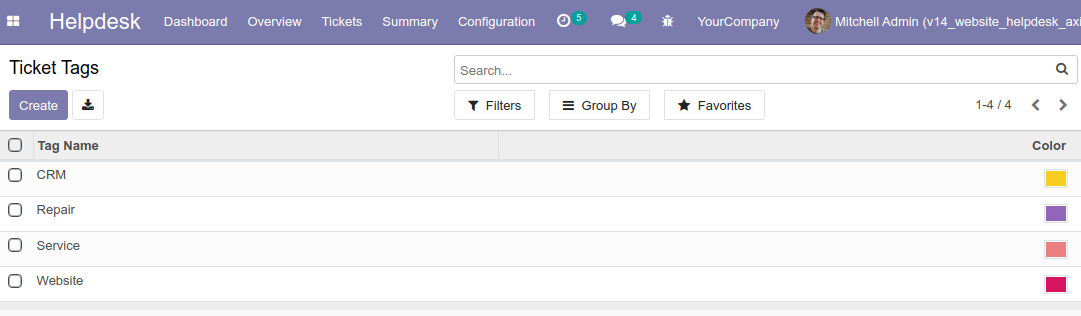 Helpdesk Dashboard Overview Tickets Summary Configuration 5 4 YourCompany Mitchell Admin (v14_website_helpdesk_axi
Ticket Tags Search...
Create Filters Group By Favorites 1-4 / 4
Tag Name Color
CRM
Repair
Service
Website